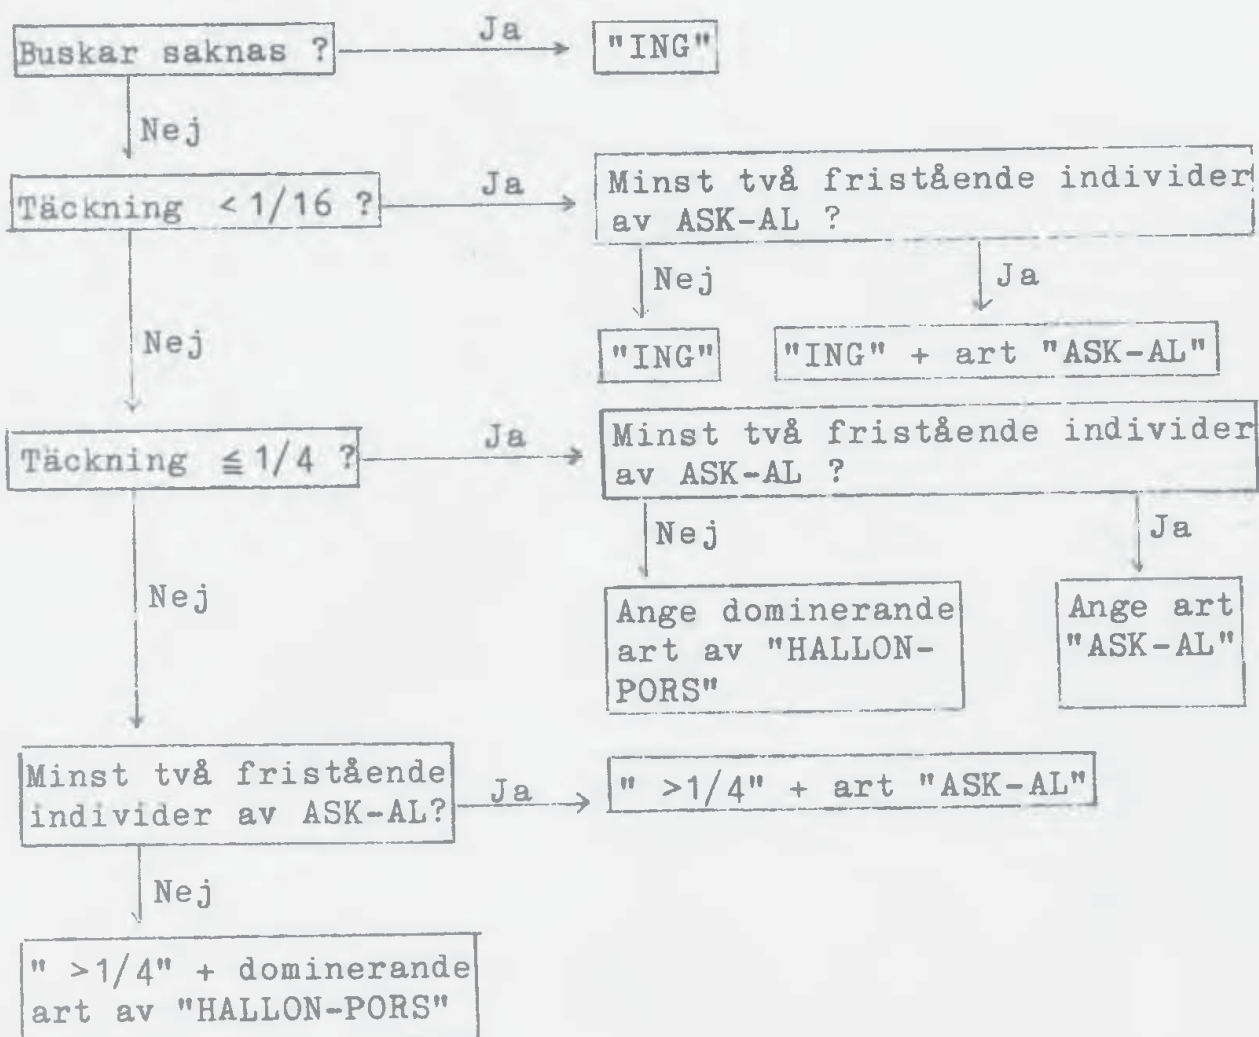 Buskar saknas ?
Ja
"ING"
Nej
Täckning < 1/16 ?
Ja
Minst två fristående individer
av ASK-AL ?
Nej
Ja
Nej
"ING"
"ING" + art "ASK-AL"
Täckning ≦ 1/4 ?
Ja
Minst två fristående individer
av ASK-AL ?
Nej
Ja
Nej
Ange dominerande
art av "HALLON-
PORS"
Ange art
"ASK-AL"
Minst två fristående
individer av ASK-AL?
Ja
" >1/4" + art "ASK-AL"
Nej
" >1/4" + dominerande
art av "HALLON-PORS"